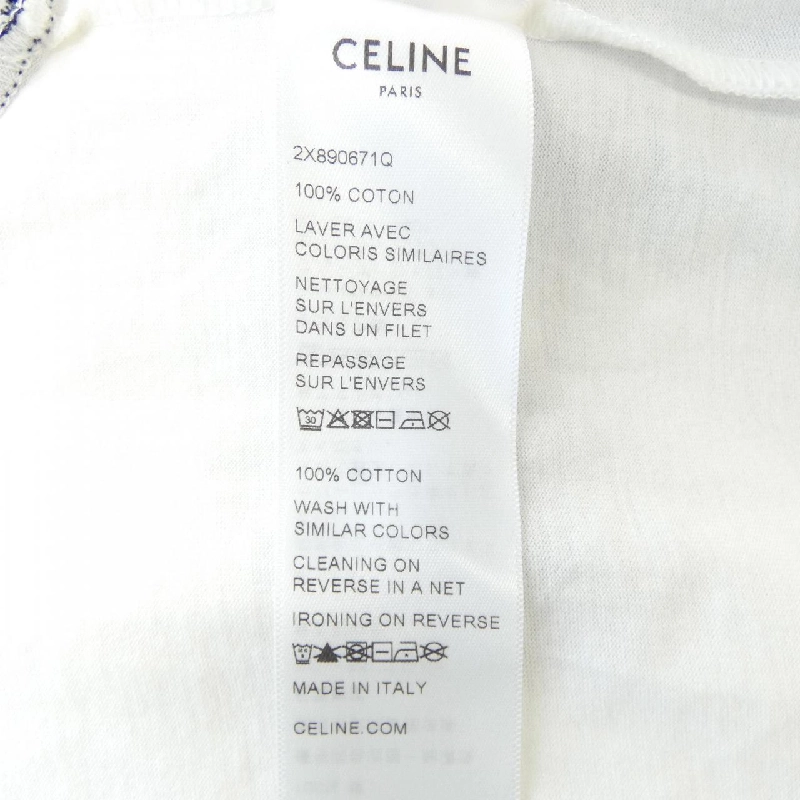 CELINE
PARIS
2X890671Q
100% COTON
LAVER AVEC
COLORIS SIMILAIRES
NETTOYAGE
SUR L'ENVERS
DANS UN FILET
REPASSAGE
SUR L'ENVERS
30
100% COTTON
WASH WITH
SIMILAR COLORS
CLEANING ON
REVERSE IN A NET
IRONING ON REVERSE
MADE IN ITALY
CELINE.COM